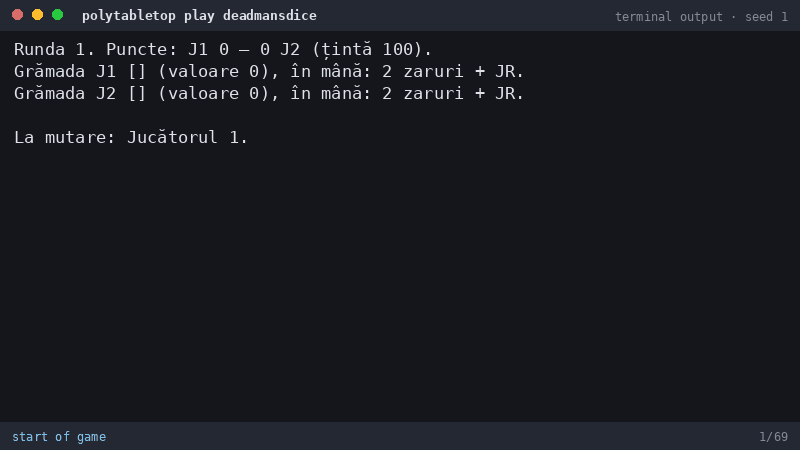 polytabletop play deadmansdice
terminal output · seed 1
Runda 1. Puncte: J1 0 – 0 J2 (țintă 100).
Grămada J1 [] (valoare 0), în mână: 2 zaruri + JR.
Grămada J2 [] (valoare 0), în mână: 2 zaruri + JR.
La mutare: Jucătorul 1.
start of game
1/69